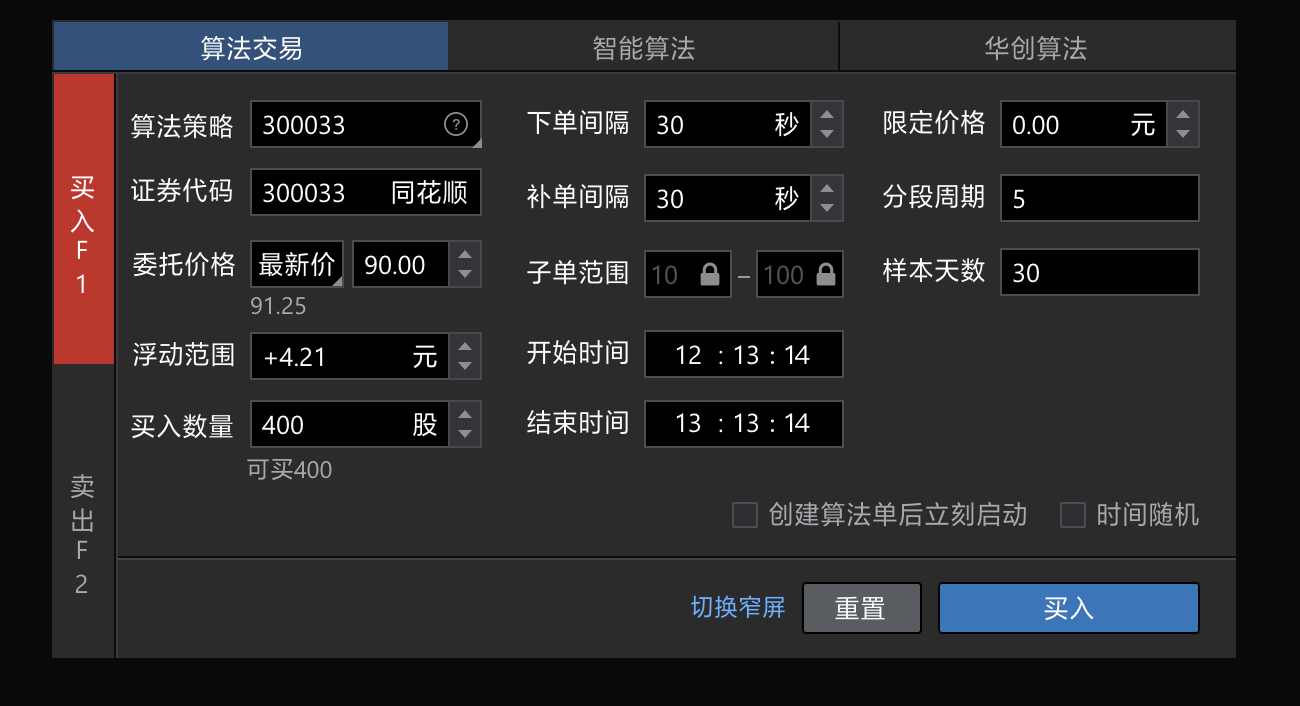 算法交易 智能算法 华创算法
买入F1
卖出F2
算法策略 300033 ? 下单间隔 30 秒 限定价格 0.00 元
证券代码 300033 同花顺 补单间隔 30 秒 分段周期 5
委托价格 最新价 90.00 子单范围 10 – 100 样本天数 30
91.25
浮动范围 +4.21 元 开始时间 12 : 13 : 14
买入数量 400 股 结束时间 13 : 13 : 14
可买400
创建算法单后立刻启动 时间随机
切换窄屏 重置 买入